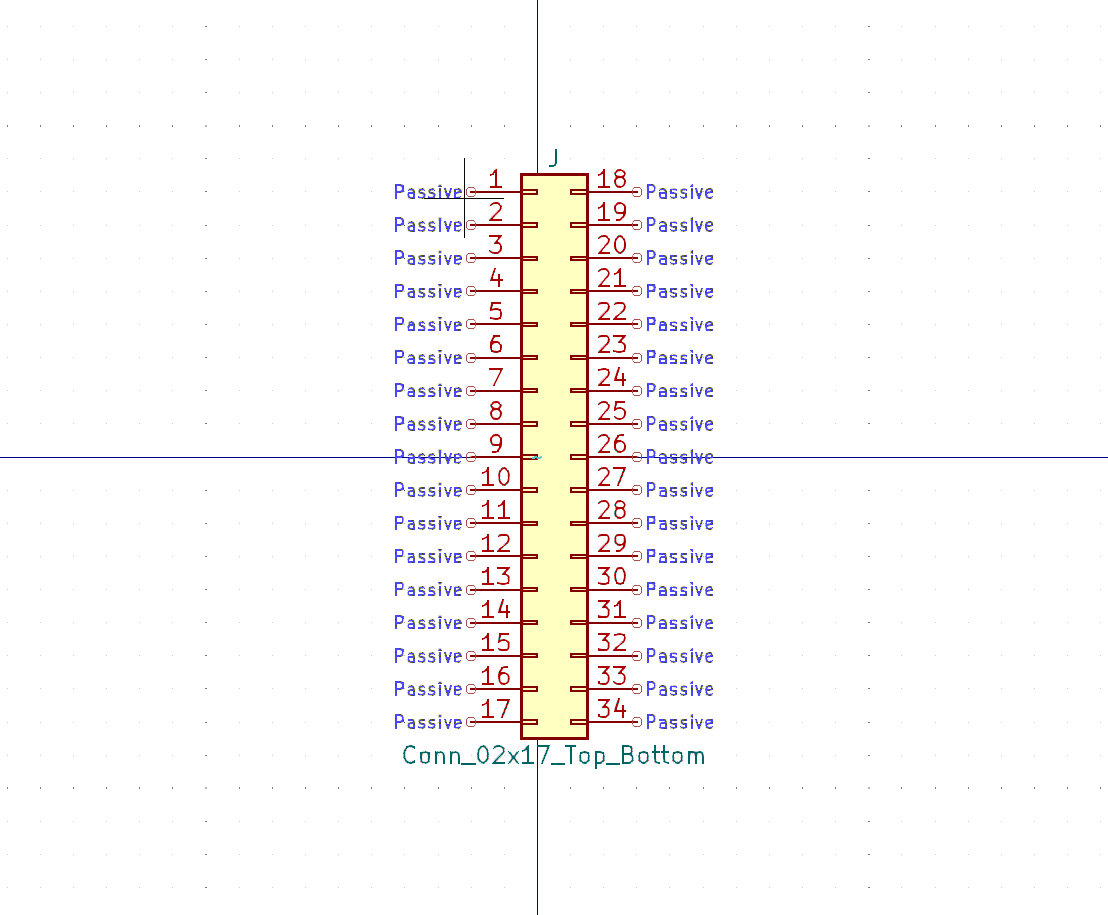 J
Passive 1 18 Passive
Passive 2 19 Passive
Passive 3 20 Passive
Passive 4 21 Passive
Passive 5 22 Passive
Passive 6 23 Passive
Passive 7 24 Passive
Passive 8 25 Passive
Passive 9 26 Passive
Passive 10 27 Passive
Passive 11 28 Passive
Passive 12 29 Passive
Passive 13 30 Passive
Passive 14 31 Passive
Passive 15 32 Passive
Passive 16 33 Passive
Passive 17 34 Passive
Conn_02x17_Top_Bottom